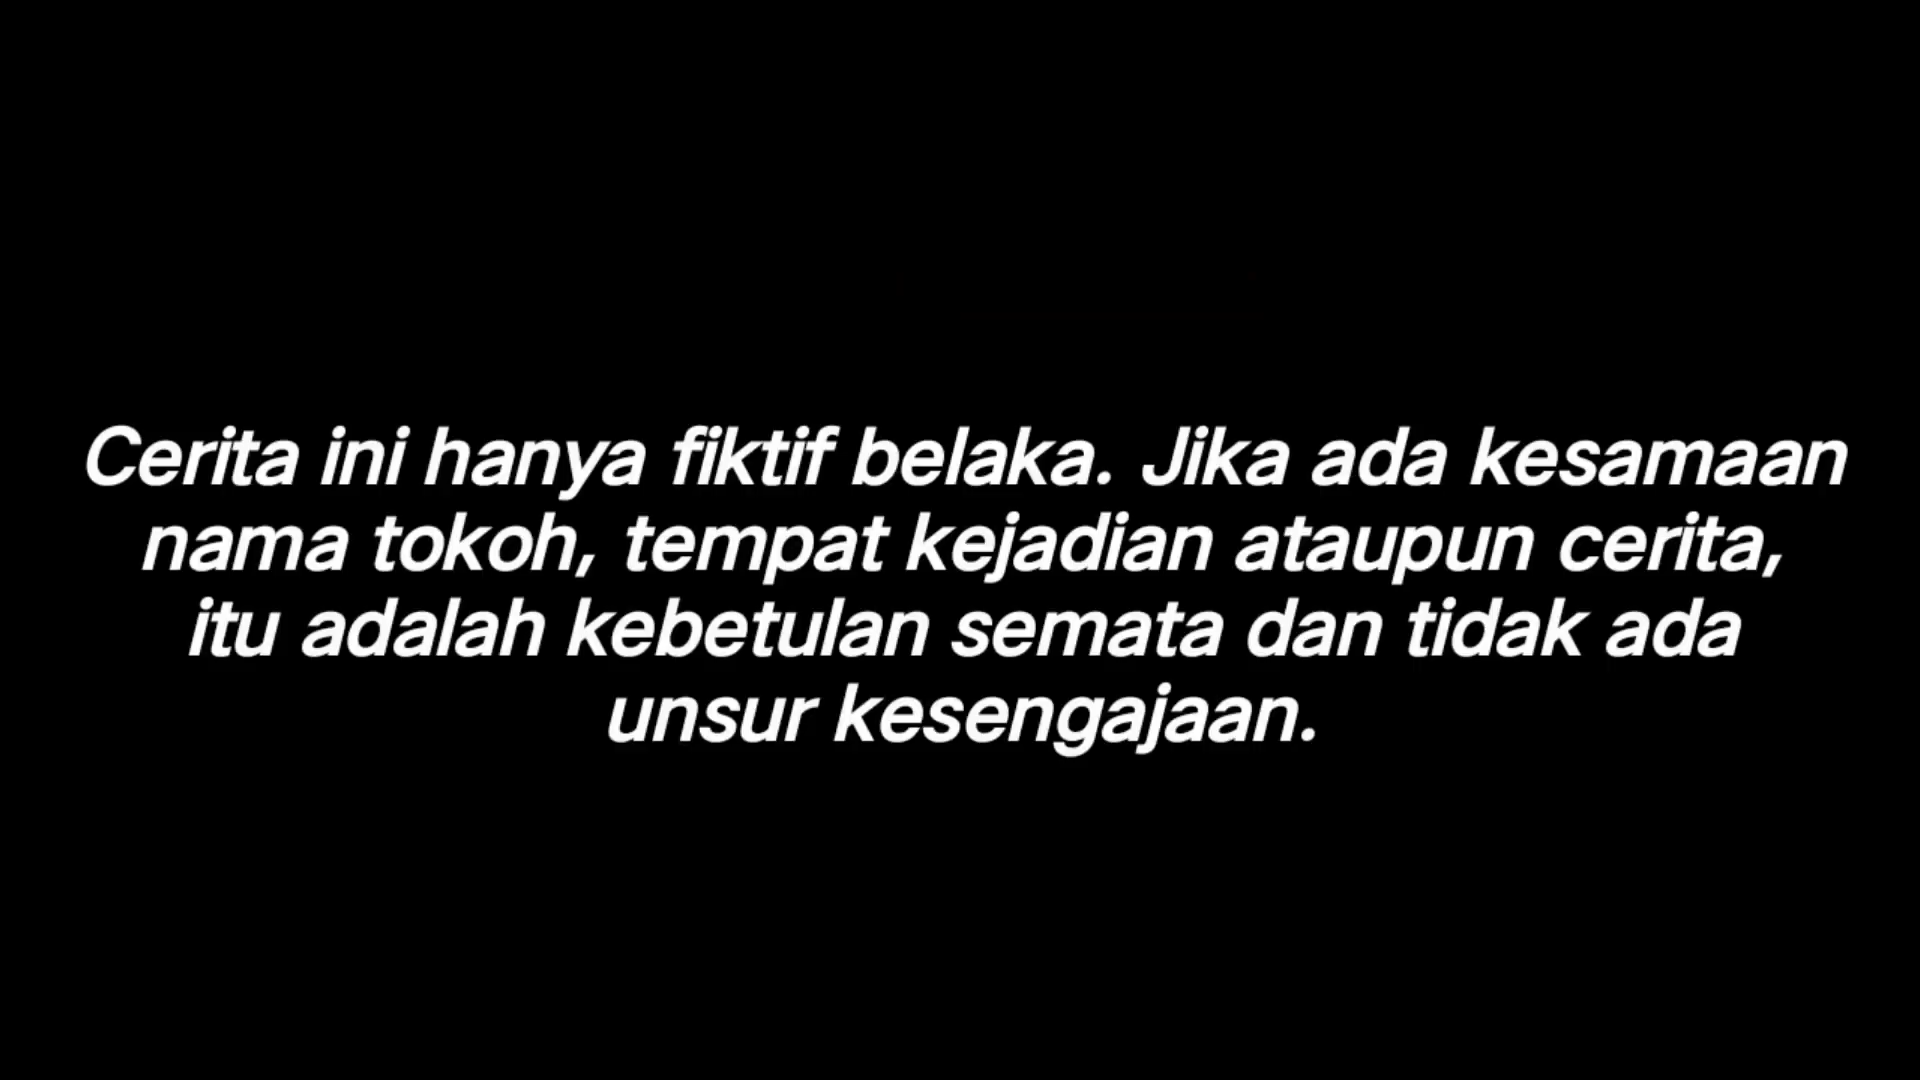 Cerita ini hanya fiktif belaka. Jika ada kesamaan
nama tokoh, tempat kejadian ataupun cerita,
itu adalah kebetulan semata dan tidak ada
unsur kesengajaan.